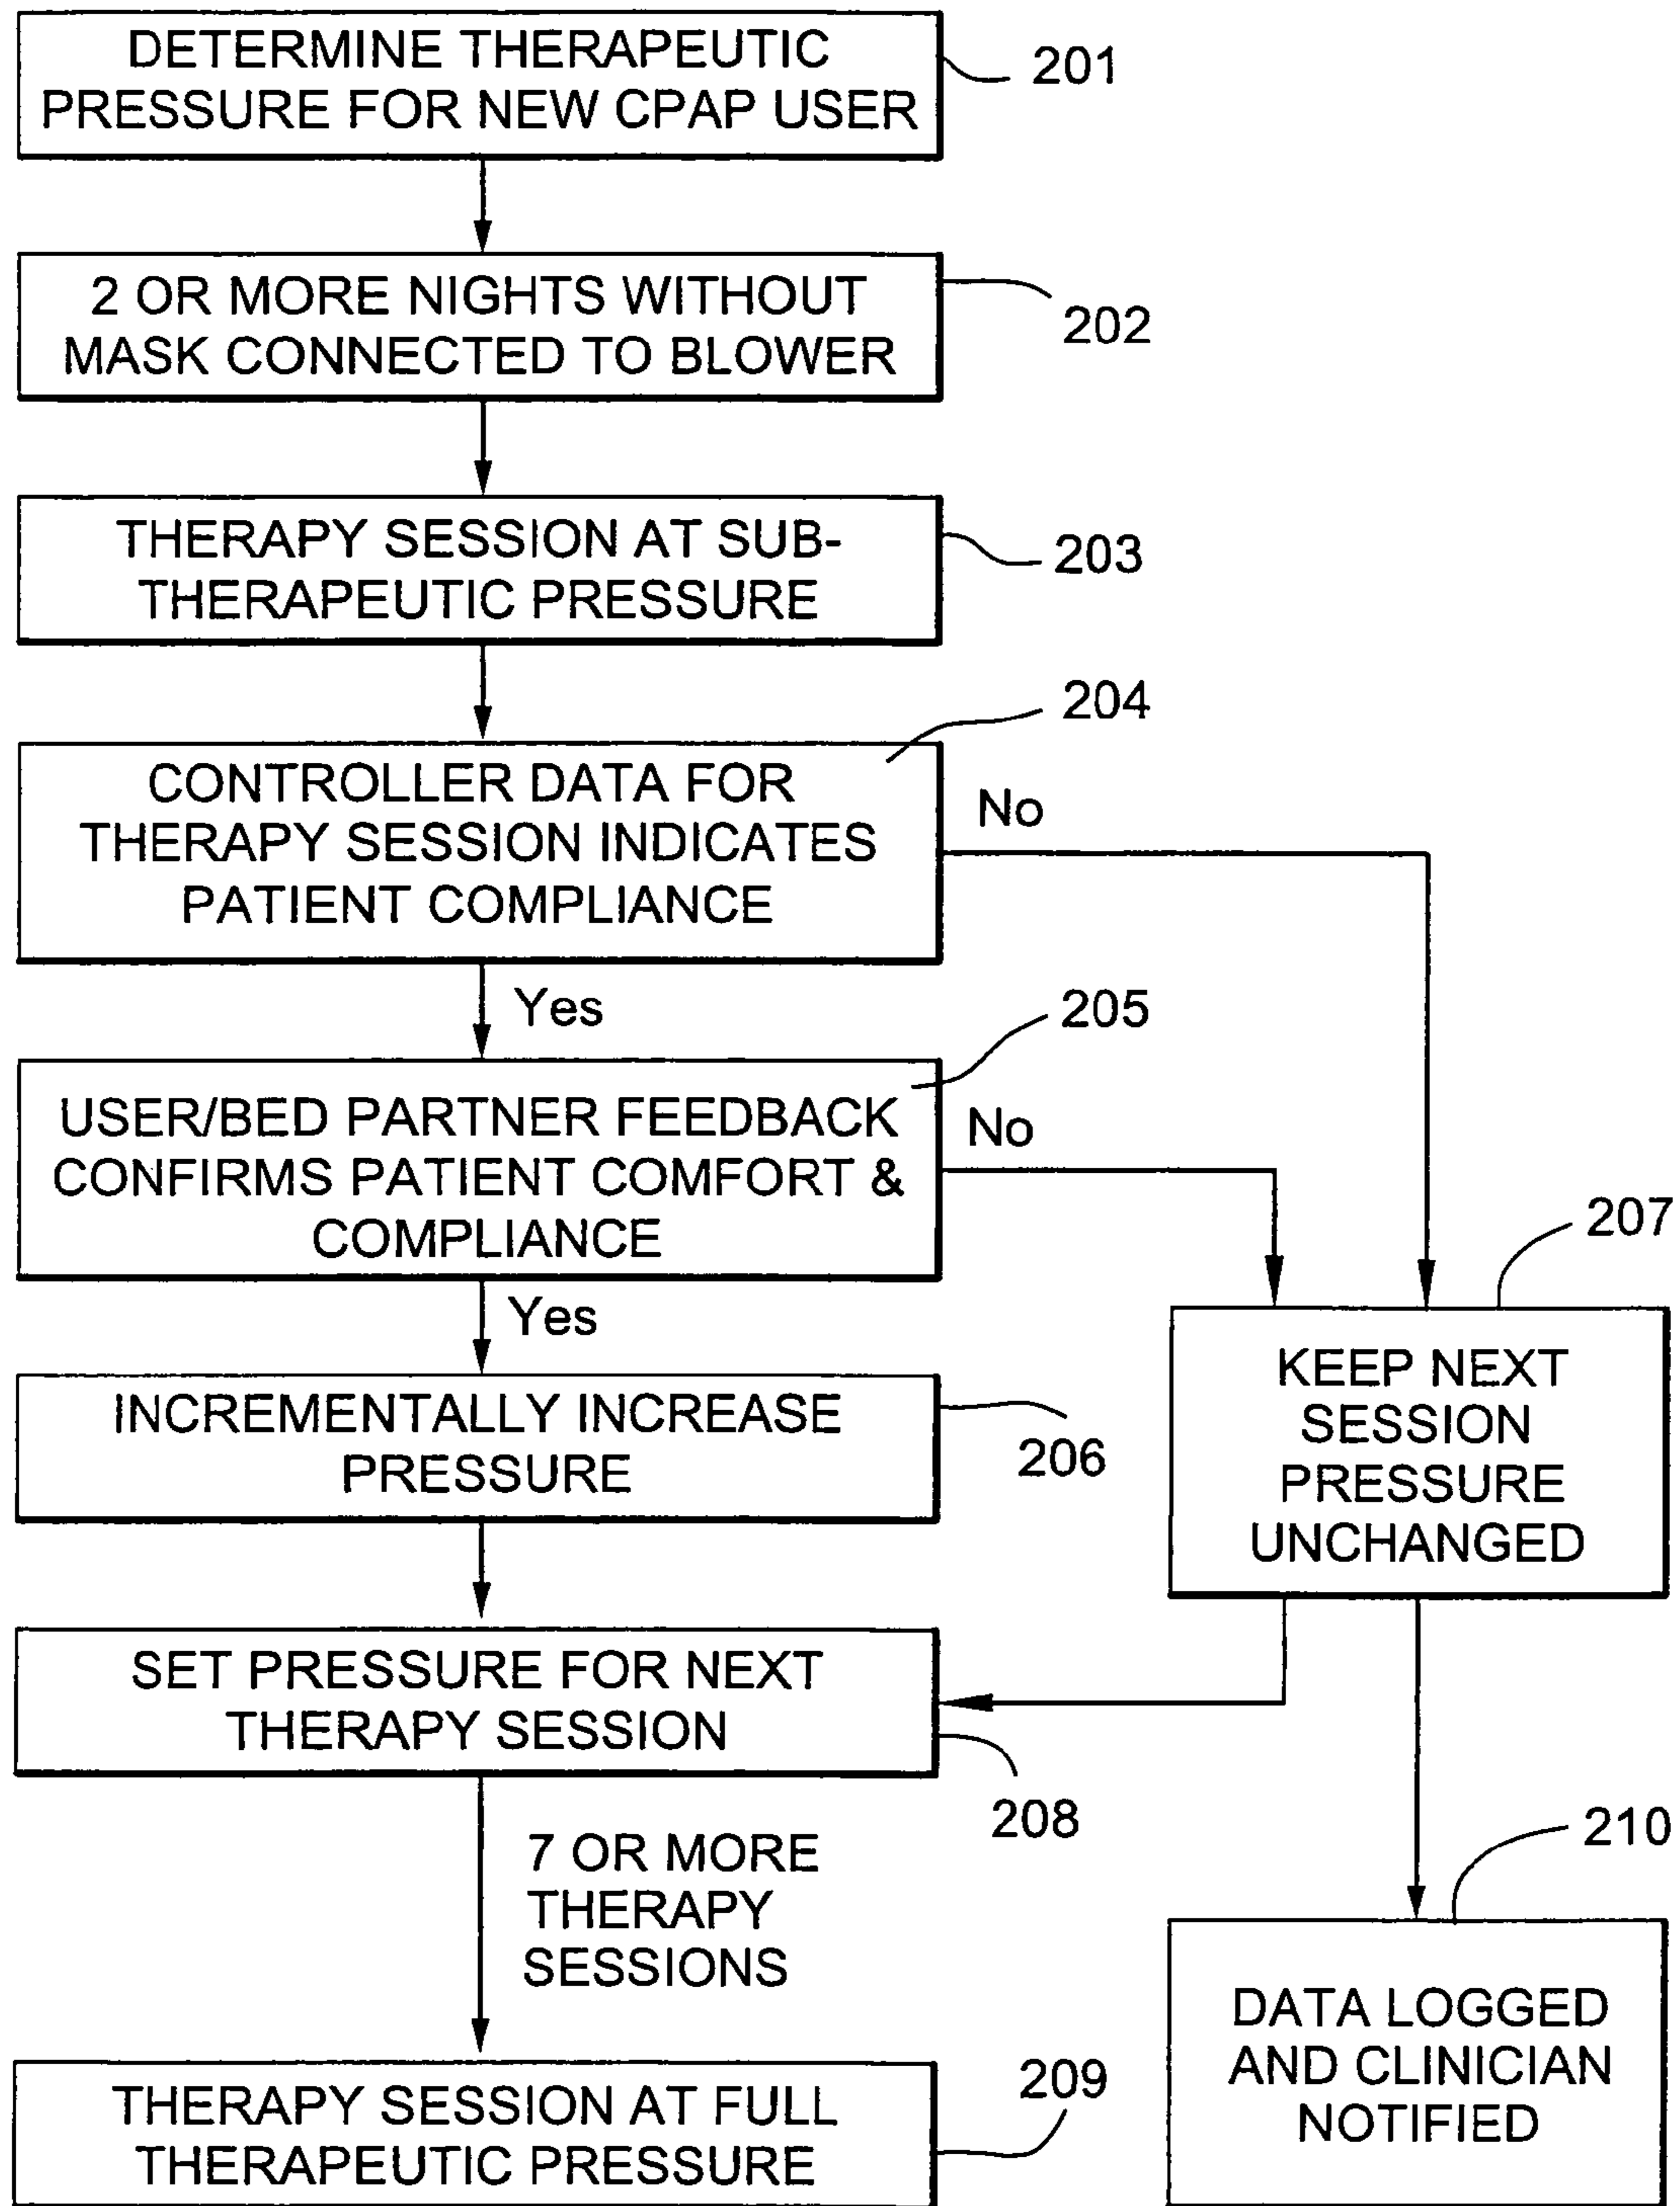 DETERMINE THERAPEUTIC
PRESSURE FOR NEW CPAP USER
201
2 OR MORE NIGHTS WITHOUT
MASK CONNECTED TO BLOWER
202
THERAPY SESSION AT SUB-
THERAPEUTIC PRESSURE
203
204
CONTROLLER DATA FOR
THERAPY SESSION INDICATES
PATIENT COMPLIANCE
No
Yes
205
USER/BED PARTNER FEEDBACK
CONFIRMS PATIENT COMFORT &
COMPLIANCE
No
Yes
207
KEEP NEXT
SESSION
PRESSURE
UNCHANGED
INCREMENTALLY INCREASE
PRESSURE
206
SET PRESSURE FOR NEXT
THERAPY SESSION
208
7 OR MORE
THERAPY
SESSIONS
210
DATA LOGGED
AND CLINICIAN
NOTIFIED
THERAPY SESSION AT FULL
THERAPEUTIC PRESSURE
209